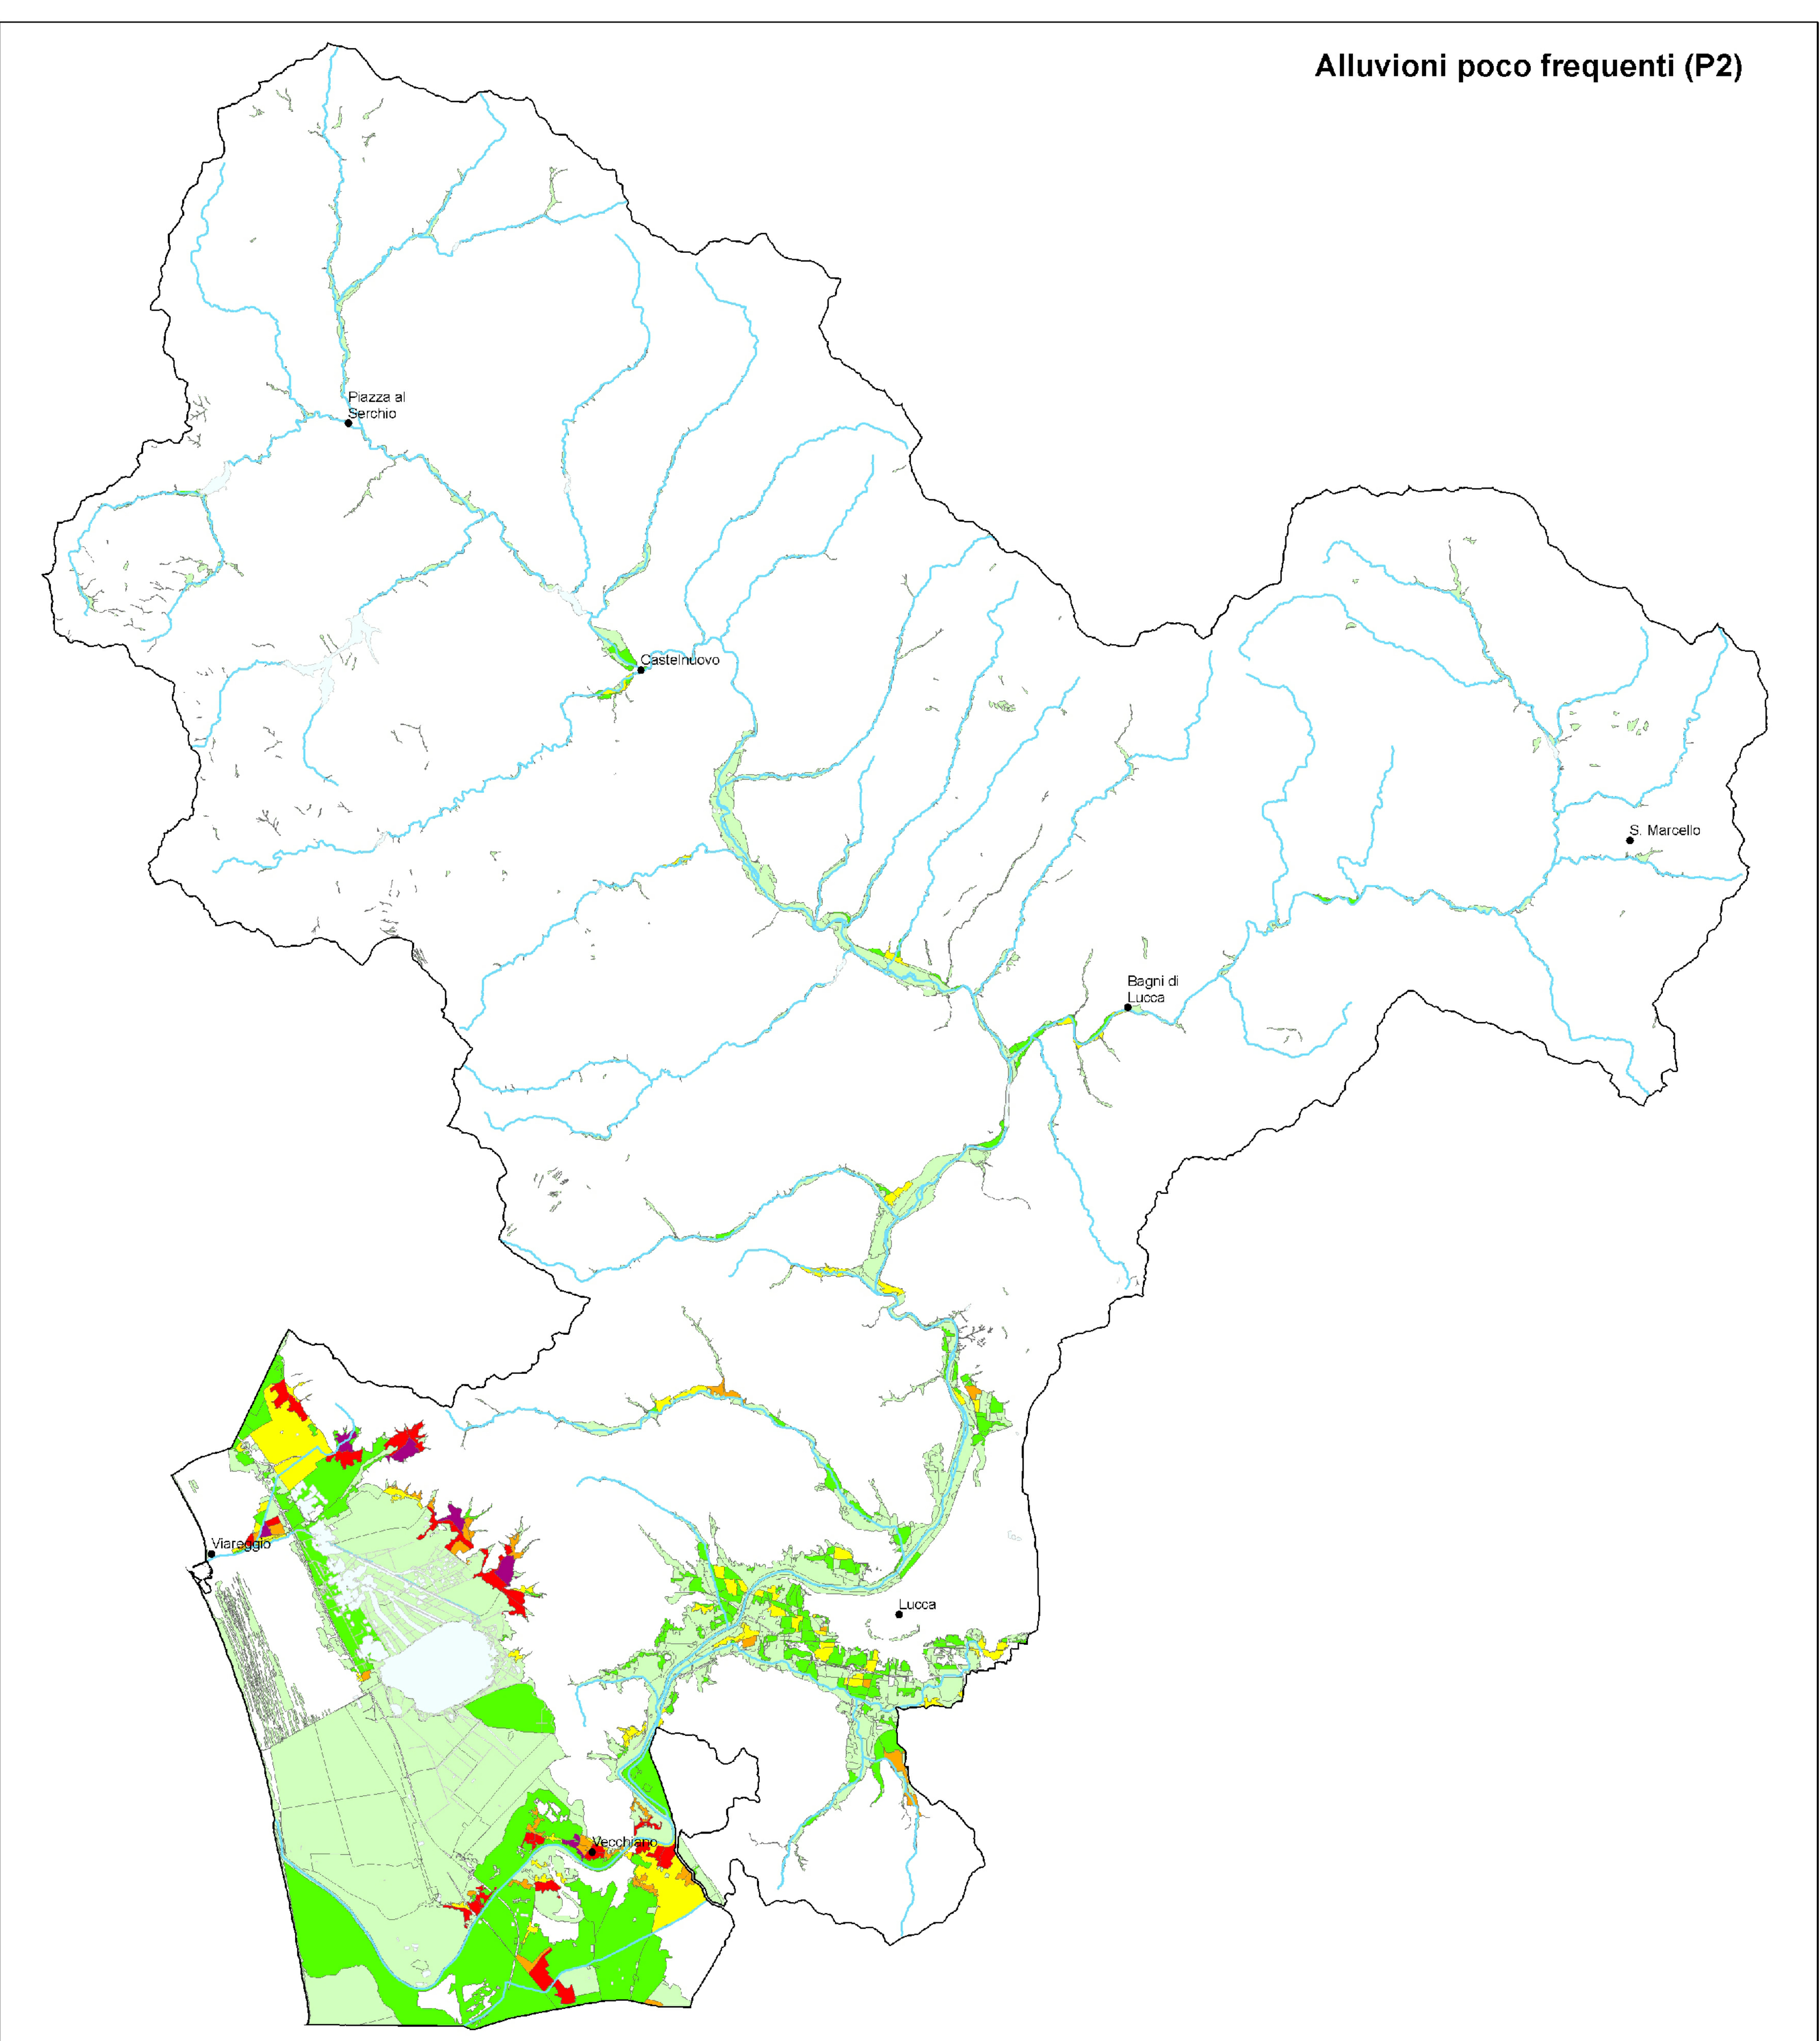 Alluvioni poco frequenti (P2)
Piazza al
Serchio
Castelnuovo
S. Marcello
Bagni di
Lucca
Viareggio
Lucca
Vecchiano